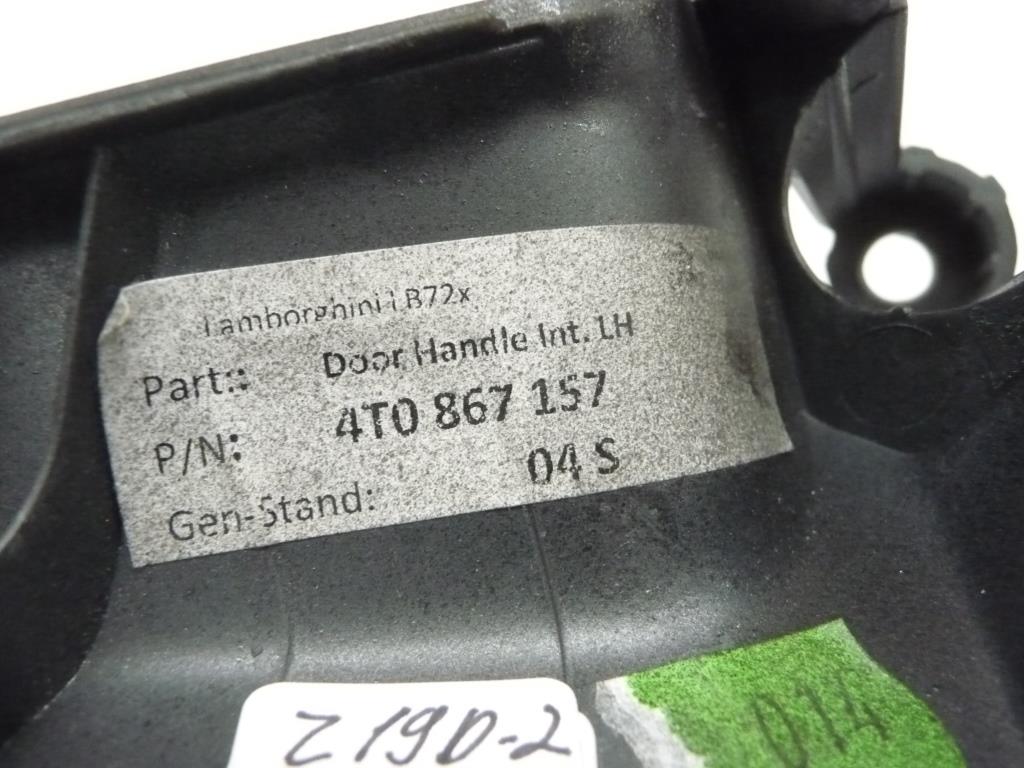 Lamborghini LB72x
Part.: Door Handle Int. LH
P/N: 4T0 867 157
Gen-Stand: 04 S
Z19D-2
014